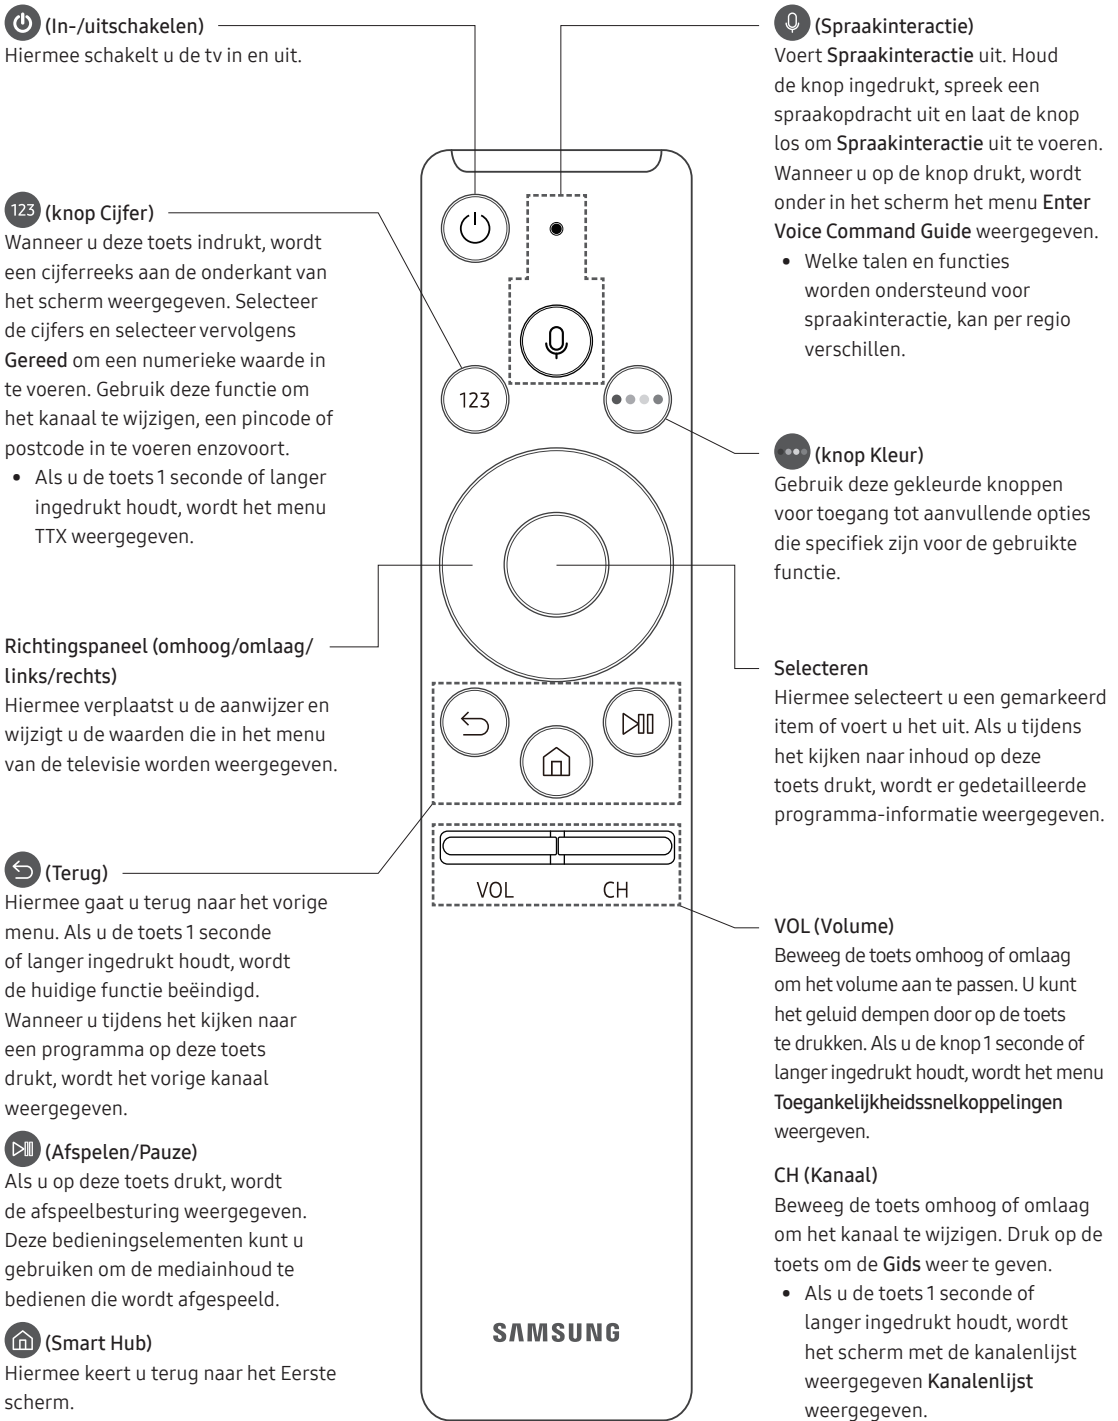 (In-/uitschakelen)
Hiermee schakelt u de tv in en uit.
123 (knop Cijfer)
Wanneer u deze toets indrukt, wordt
een cijferreeks aan de onderkant van
het scherm weergegeven. Selecteer
de cijfers en selecteer vervolgens
Gereed om een numerieke waarde in
te voeren. Gebruik deze functie om
het kanaal te wijzigen, een pincode of
postcode in te voeren enzovoort.
• Als u de toets 1 seconde of langer
ingedrukt houdt, wordt het menu
TTX weergegeven.
Richtingspaneel (omhoog/omlaag/
links/rechts)
Hiermee verplaatst u de aanwijzer en
wijzigt u de waarden die in het menu
van de televisie worden weergegeven.
(Terug)
Hiermee gaat u terug naar het vorige
menu. Als u de toets 1 seconde
of langer ingedrukt houdt, wordt
de huidige functie beëindigd.
Wanneer u tijdens het kijken naar
een programma op deze toets
drukt, wordt het vorige kanaal
weergegeven.
(Afspelen/Pauze)
Als u op deze toets drukt, wordt
de afspeelbesturing weergegeven.
Deze bedieningselementen kunt u
gebruiken om de mediainhoud te
bedienen die wordt afgespeeld.
(Smart Hub)
Hiermee keert u terug naar het Eerste
scherm.
123
VOL CH
SAMSUNG
(Spraakinteractie)
Voert Spraakinteractie uit. Houd
de knop ingedrukt, spreek een
spraakopdracht uit en laat de knop
los om Spraakinteractie uit te voeren.
Wanneer u op de knop drukt, wordt
onder in het scherm het menu Enter
Voice Command Guide weergegeven.
• Welke talen en functies
worden ondersteund voor
spraakinteractie, kan per regio
verschillen.
(knop Kleur)
Gebruik deze gekleurde knoppen
voor toegang tot aanvullende opties
die specifiek zijn voor de gebruikte
functie.
Selecteren
Hiermee selecteert u een gemarkeerd
item of voert u het uit. Als u tijdens
het kijken naar inhoud op deze
toets drukt, wordt er gedetailleerde
programma-informatie weergegeven.
VOL (Volume)
Beweeg de toets omhoog of omlaag
om het volume aan te passen. U kunt
het geluid dempen door op de toets
te drukken. Als u de knop 1 seconde of
langer ingedrukt houdt, wordt het menu
Toegankelijkheidssnelkoppelingen
weergeven.
CH (Kanaal)
Beweeg de toets omhoog of omlaag
om het kanaal te wijzigen. Druk op de
toets om de Gids weer te geven.
• Als u de toets 1 seconde of
langer ingedrukt houdt, wordt
het scherm met de kanalenlijst
weergegeven Kanalenlijst
weergegeven.